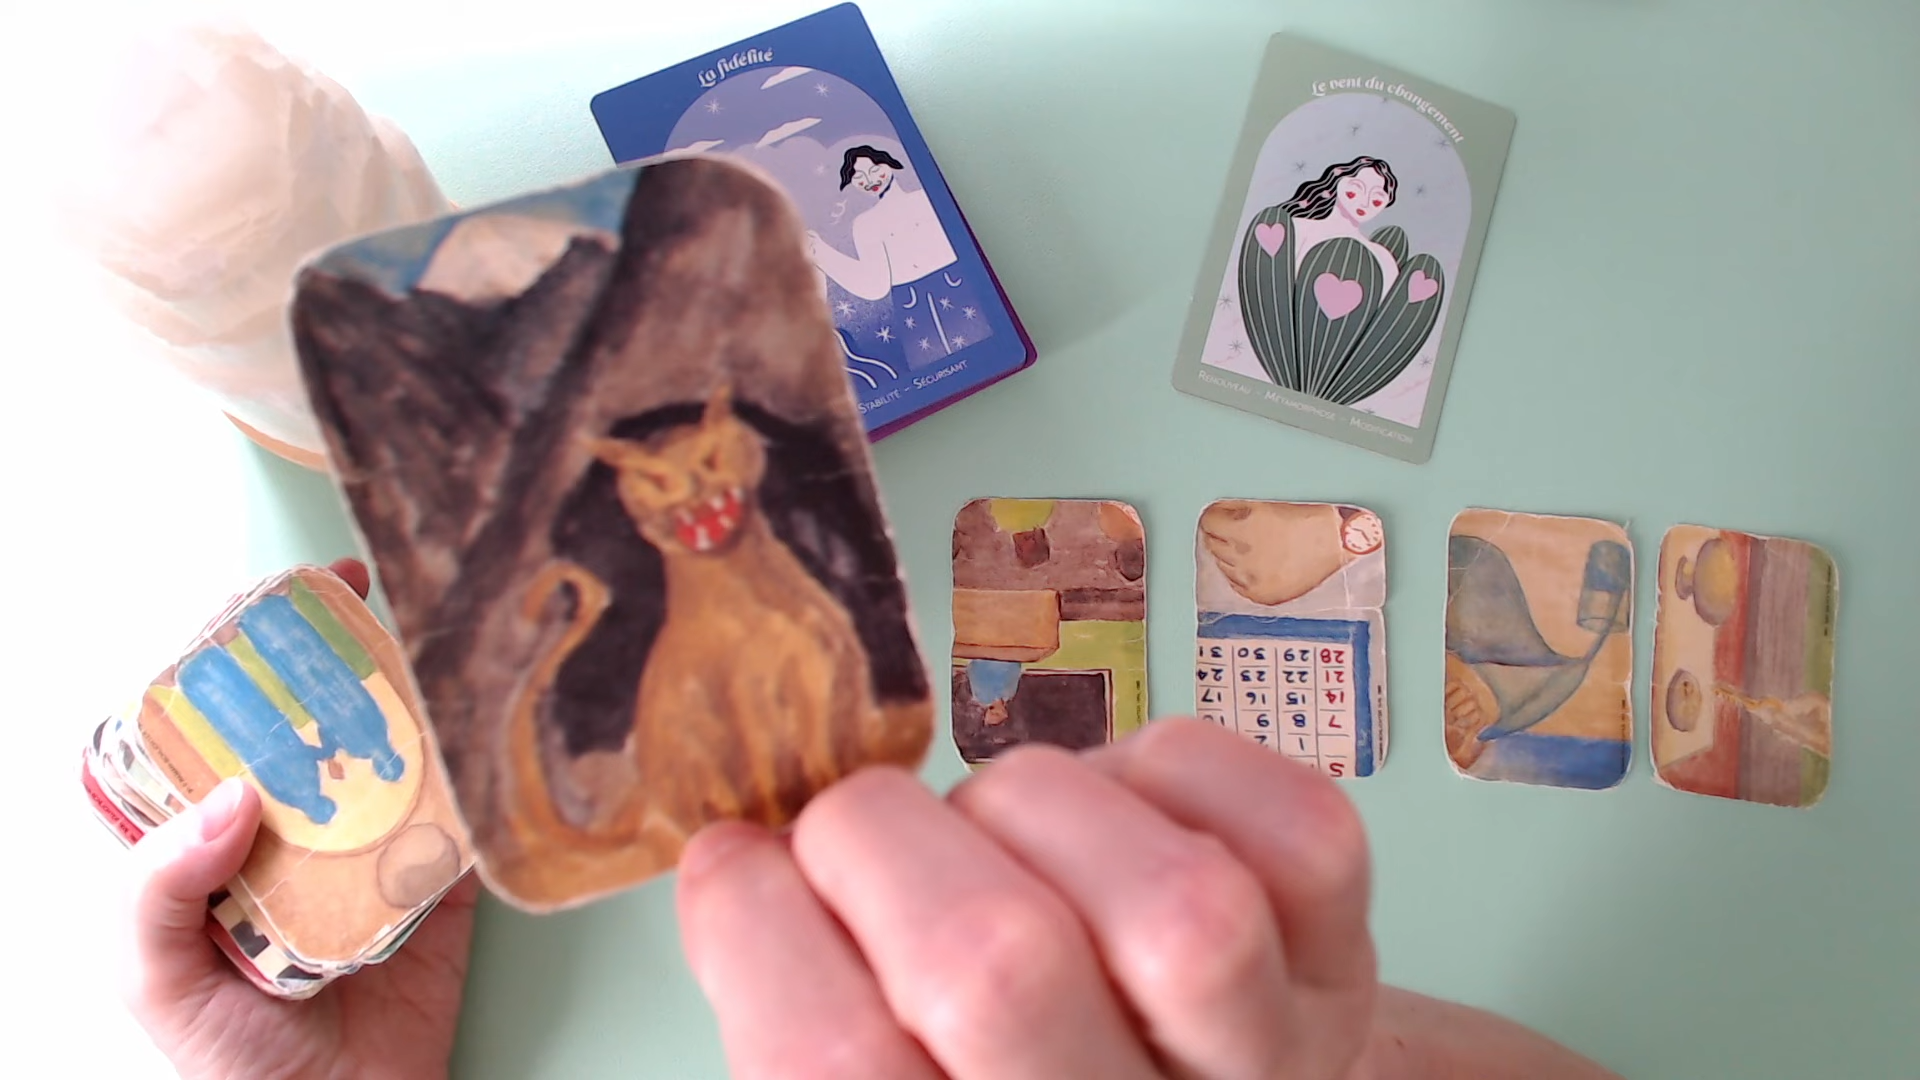 La fidélité
Stabilité - Sécurisant
Le vent du changement
Renouveau - Métamorphose - Modification
28 29 30 31
21 22 23 24
14 15 16 17
7 8 9 10
1 2
S